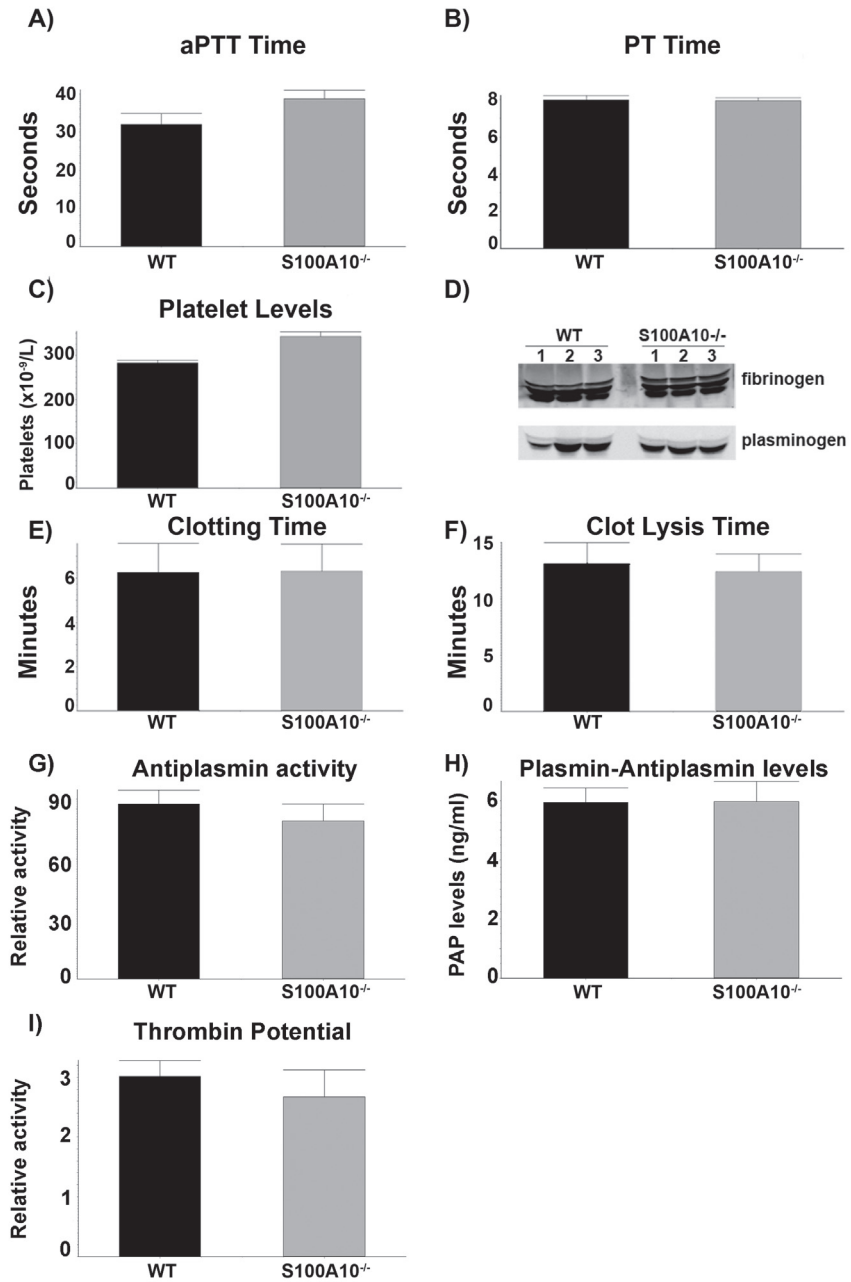 A)
aPTT Time
Seconds
40
30
20
10
0
WT
S100A10-/-
B)
PT Time
Seconds
8
6
4
2
0
WT
S100A10-/-
C)
Platelet Levels
Platelets (x10-9/L)
300
200
100
0
WT
S100A10-/-
D)
WT S100A10-/-
1 2 3 1 2 3
fibrinogen
plasminogen
E)
Clotting Time
Minutes
6
4
2
0
WT
S100A10-/-
F)
Clot Lysis Time
Minutes
15
10
5
0
WT
S100A10-/-
G)
Antiplasmin activity
Relative activity
90
60
30
0
WT
S100A10-/-
H)
Plasmin-Antiplasmin levels
PAP levels (ng/ml)
6
4
2
0
WT
S100A10-/-
I)
Thrombin Potential
Relative activity
3
2
1
0
WT
S100A10-/-